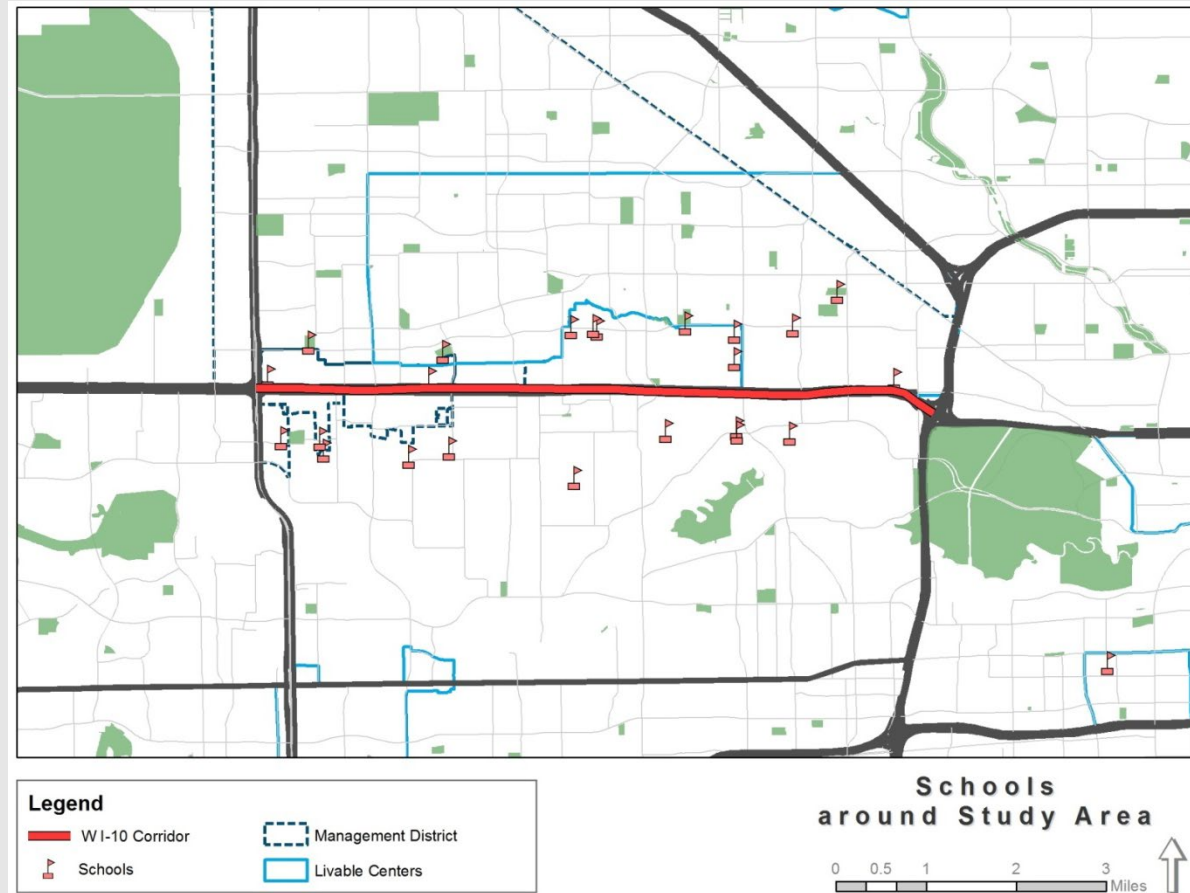 Legend
W I-10 Corridor
Schools
Management District
Livable Centers
Schools
around Study Area
0 0.5 1 2 3
Miles